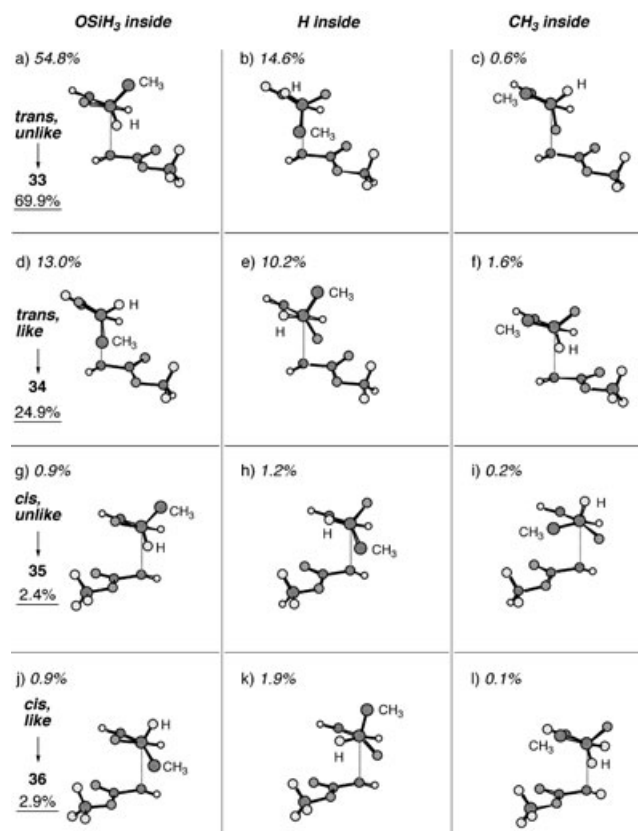 OSiH3 inside
H inside
CH3 inside
a) 54.8%
CH3
H
trans,
unlike
33
69.9%
b) 14.6%
H
CH3
c) 0.6%
H
CH3
d) 13.0%
H
CH3
trans,
like
34
24.9%
e) 10.2%
CH3
H
f) 1.6%
CH3
H
g) 0.9%
CH3
H
cis,
unlike
35
2.4%
h) 1.2%
H
CH3
i) 0.2%
H
CH3
j) 0.9%
H
CH3
cis,
like
36
2.9%
k) 1.9%
CH3
H
l) 0.1%
CH3
H